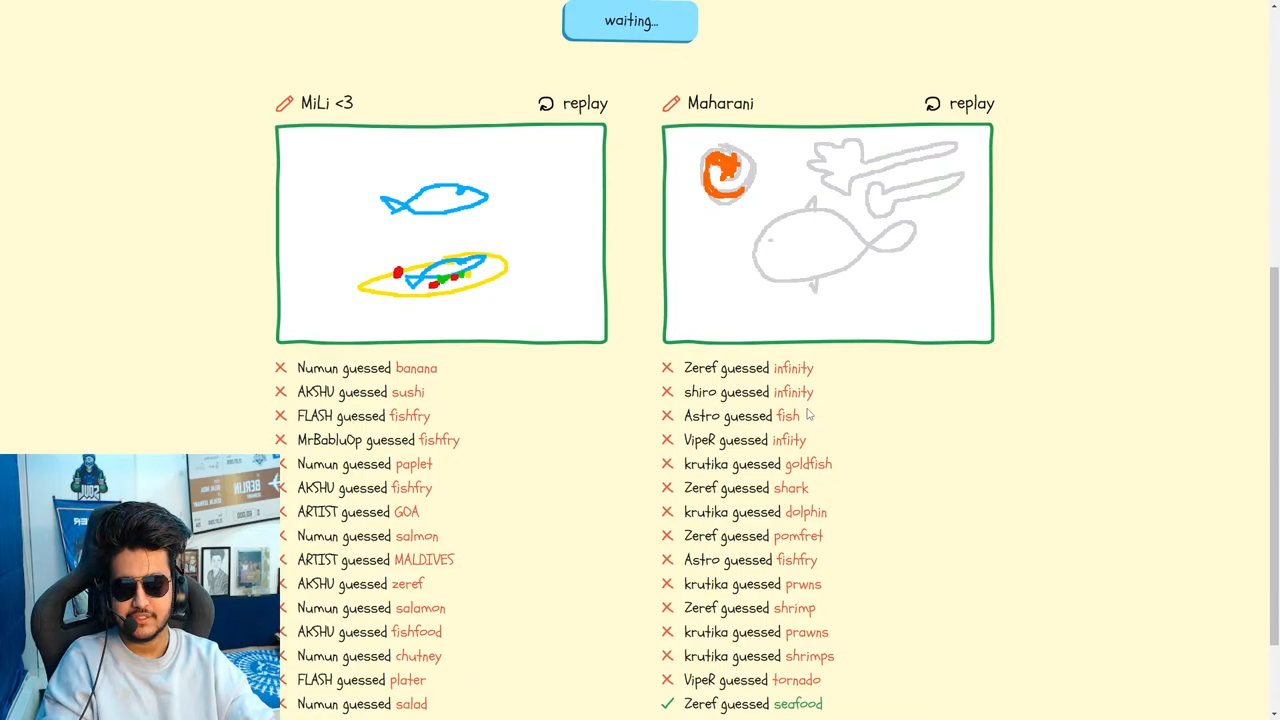 waiting...
MiLi <3
replay
Numun guessed banana
AKSHU guessed sushi
FLASH guessed fishfry
MrBabluOp guessed fishfry
Numun guessed paplet
AKSHU guessed fishfry
ARTIST guessed GOA
Numun guessed salmon
ARTIST guessed MALDIVES
AKSHU guessed zeref
Numun guessed salamon
AKSHU guessed fishfood
Numun guessed chutney
FLASH guessed plater
Numun guessed salad
Maharani
replay
Zeref guessed infinity
shiro guessed infinity
Astro guessed fish
VipeR guessed infiity
krutika guessed goldfish
Zeref guessed shark
krutika guessed dolphin
Zeref guessed pomfret
Astro guessed fishfry
krutika guessed prwns
Zeref guessed shrimp
krutika guessed prawns
krutika guessed shrimps
VipeR guessed tornado
Zeref guessed seafood
BERLIN